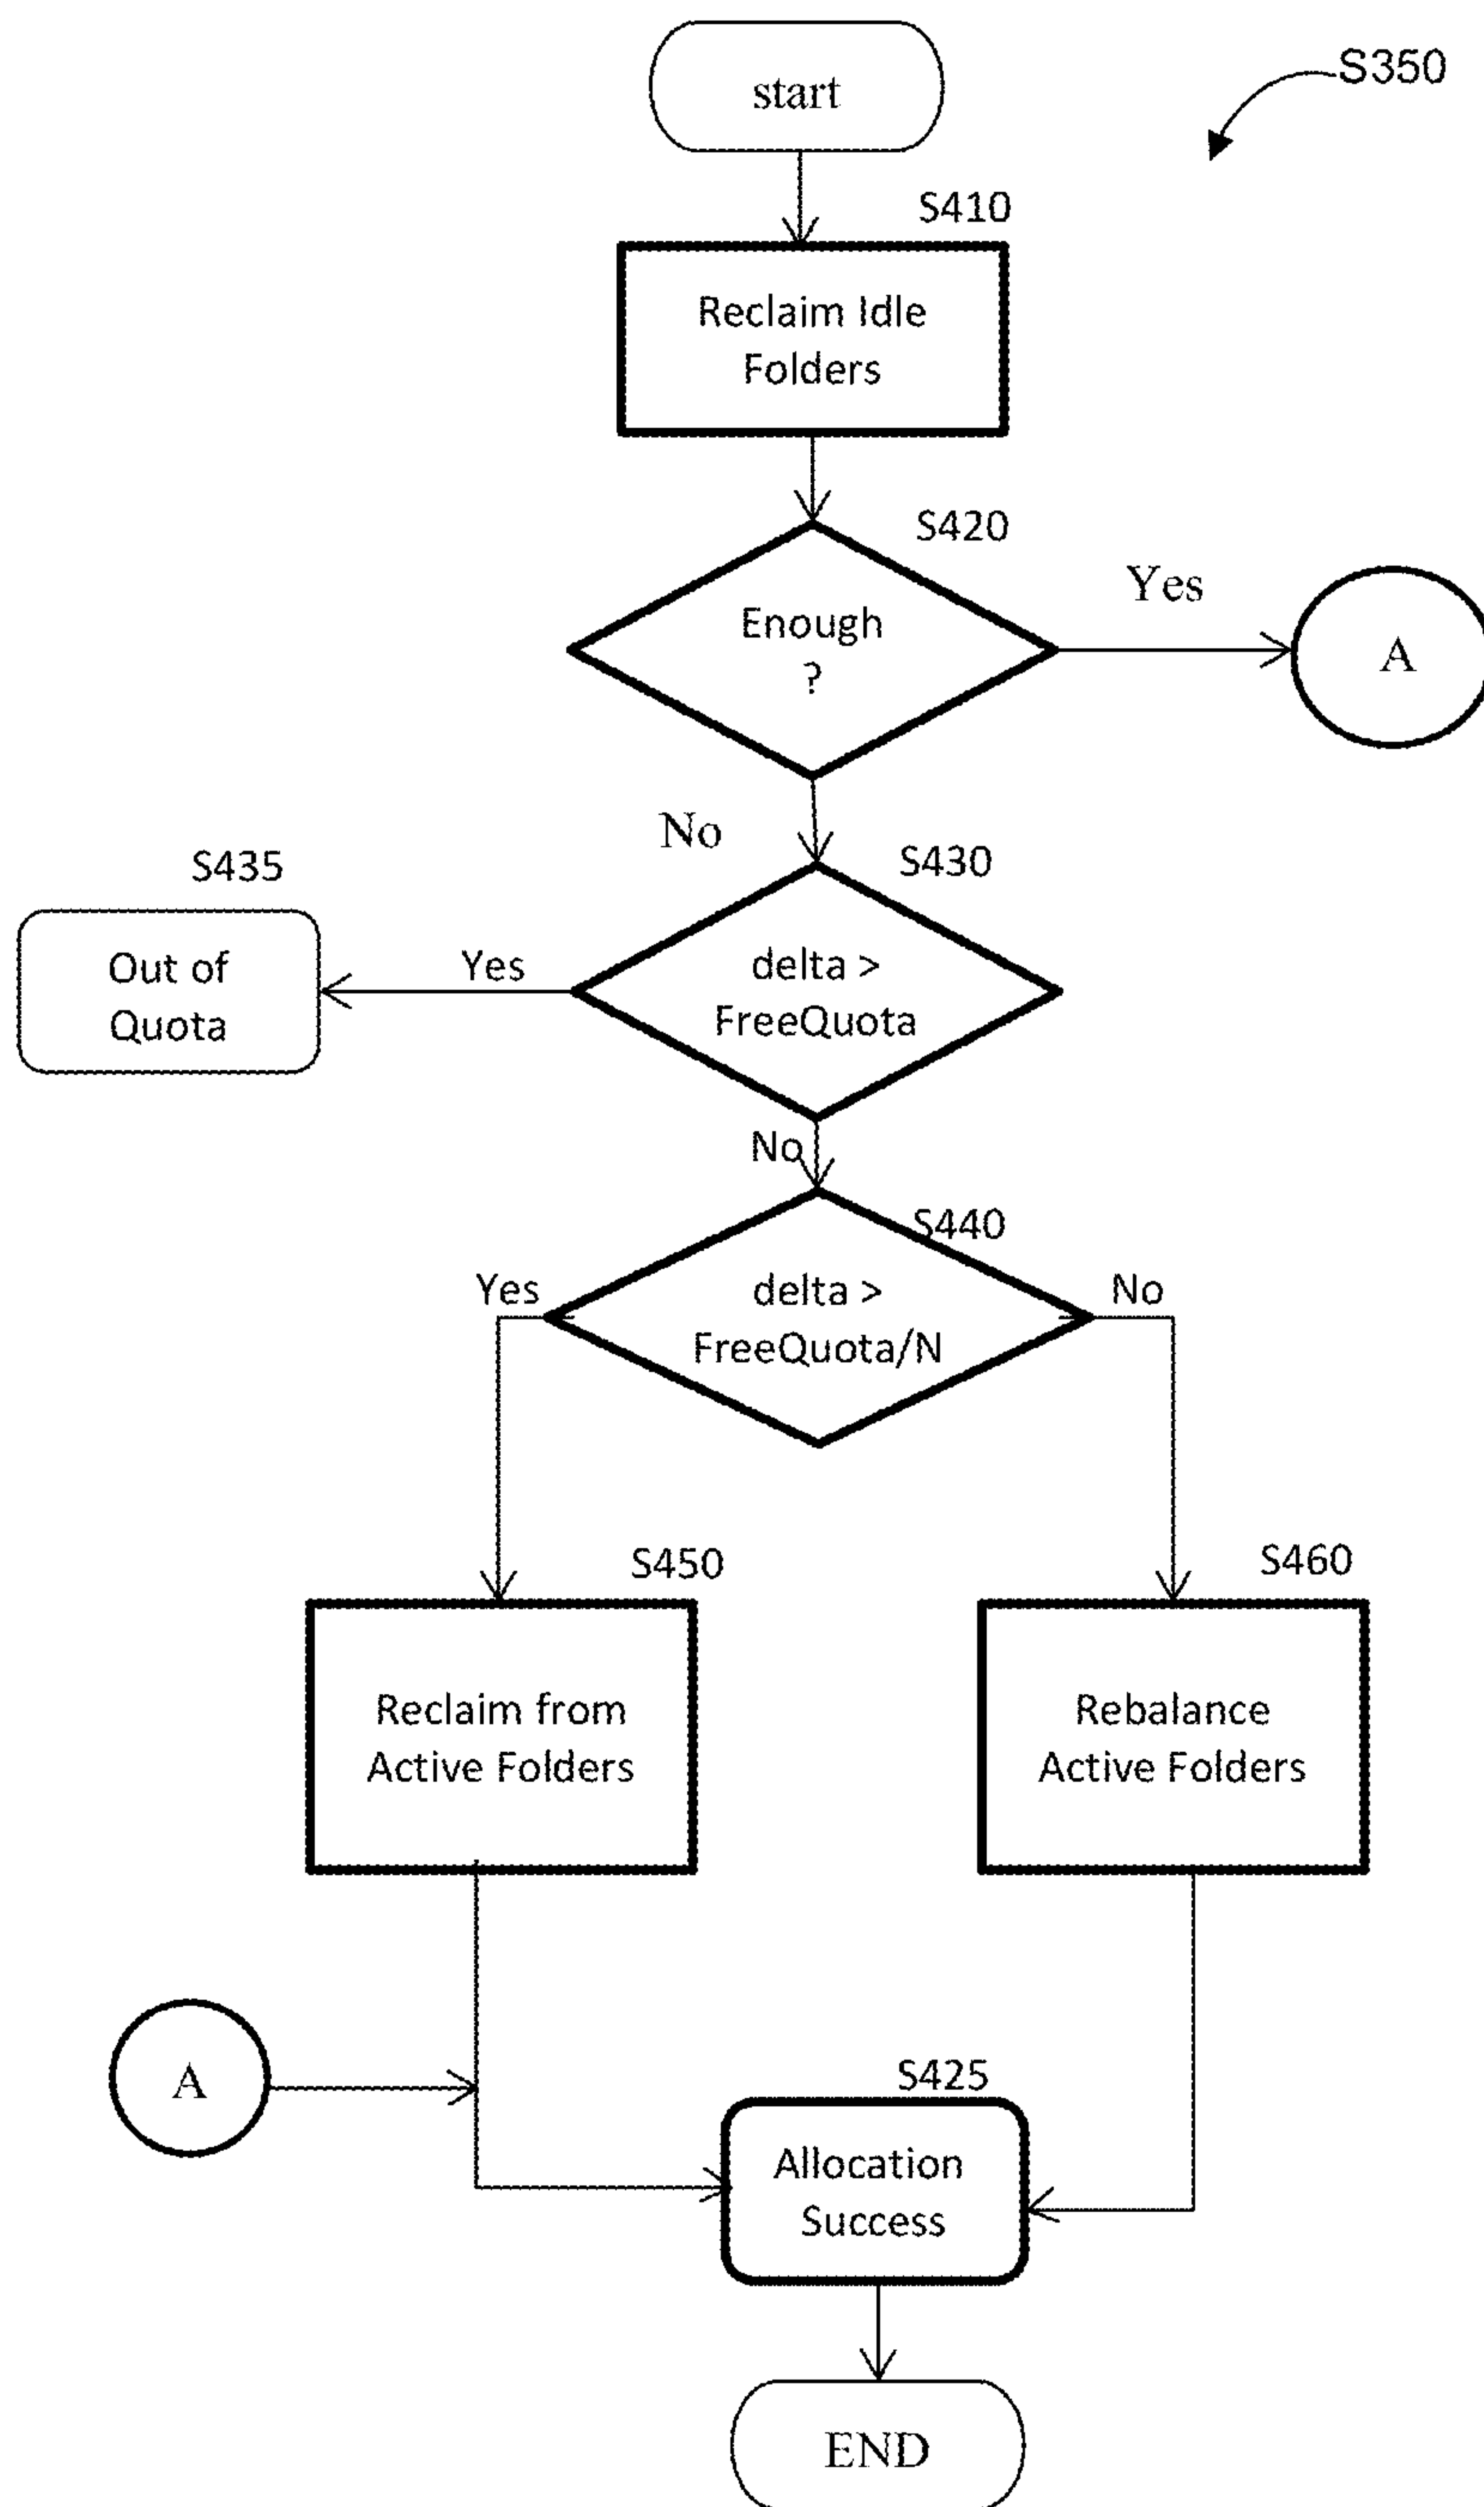 start
S350
S410
Reclaim Idle
Folders
S420
Enough
?
Yes
A
No
S435
S430
Out of
Quota
Yes
delta >
FreeQuota
No
S440
Yes
delta >
FreeQuota/N
No
S450
S460
Reclaim from
Active Folders
Rebalance
Active Folders
A
S425
Allocation
Success
END